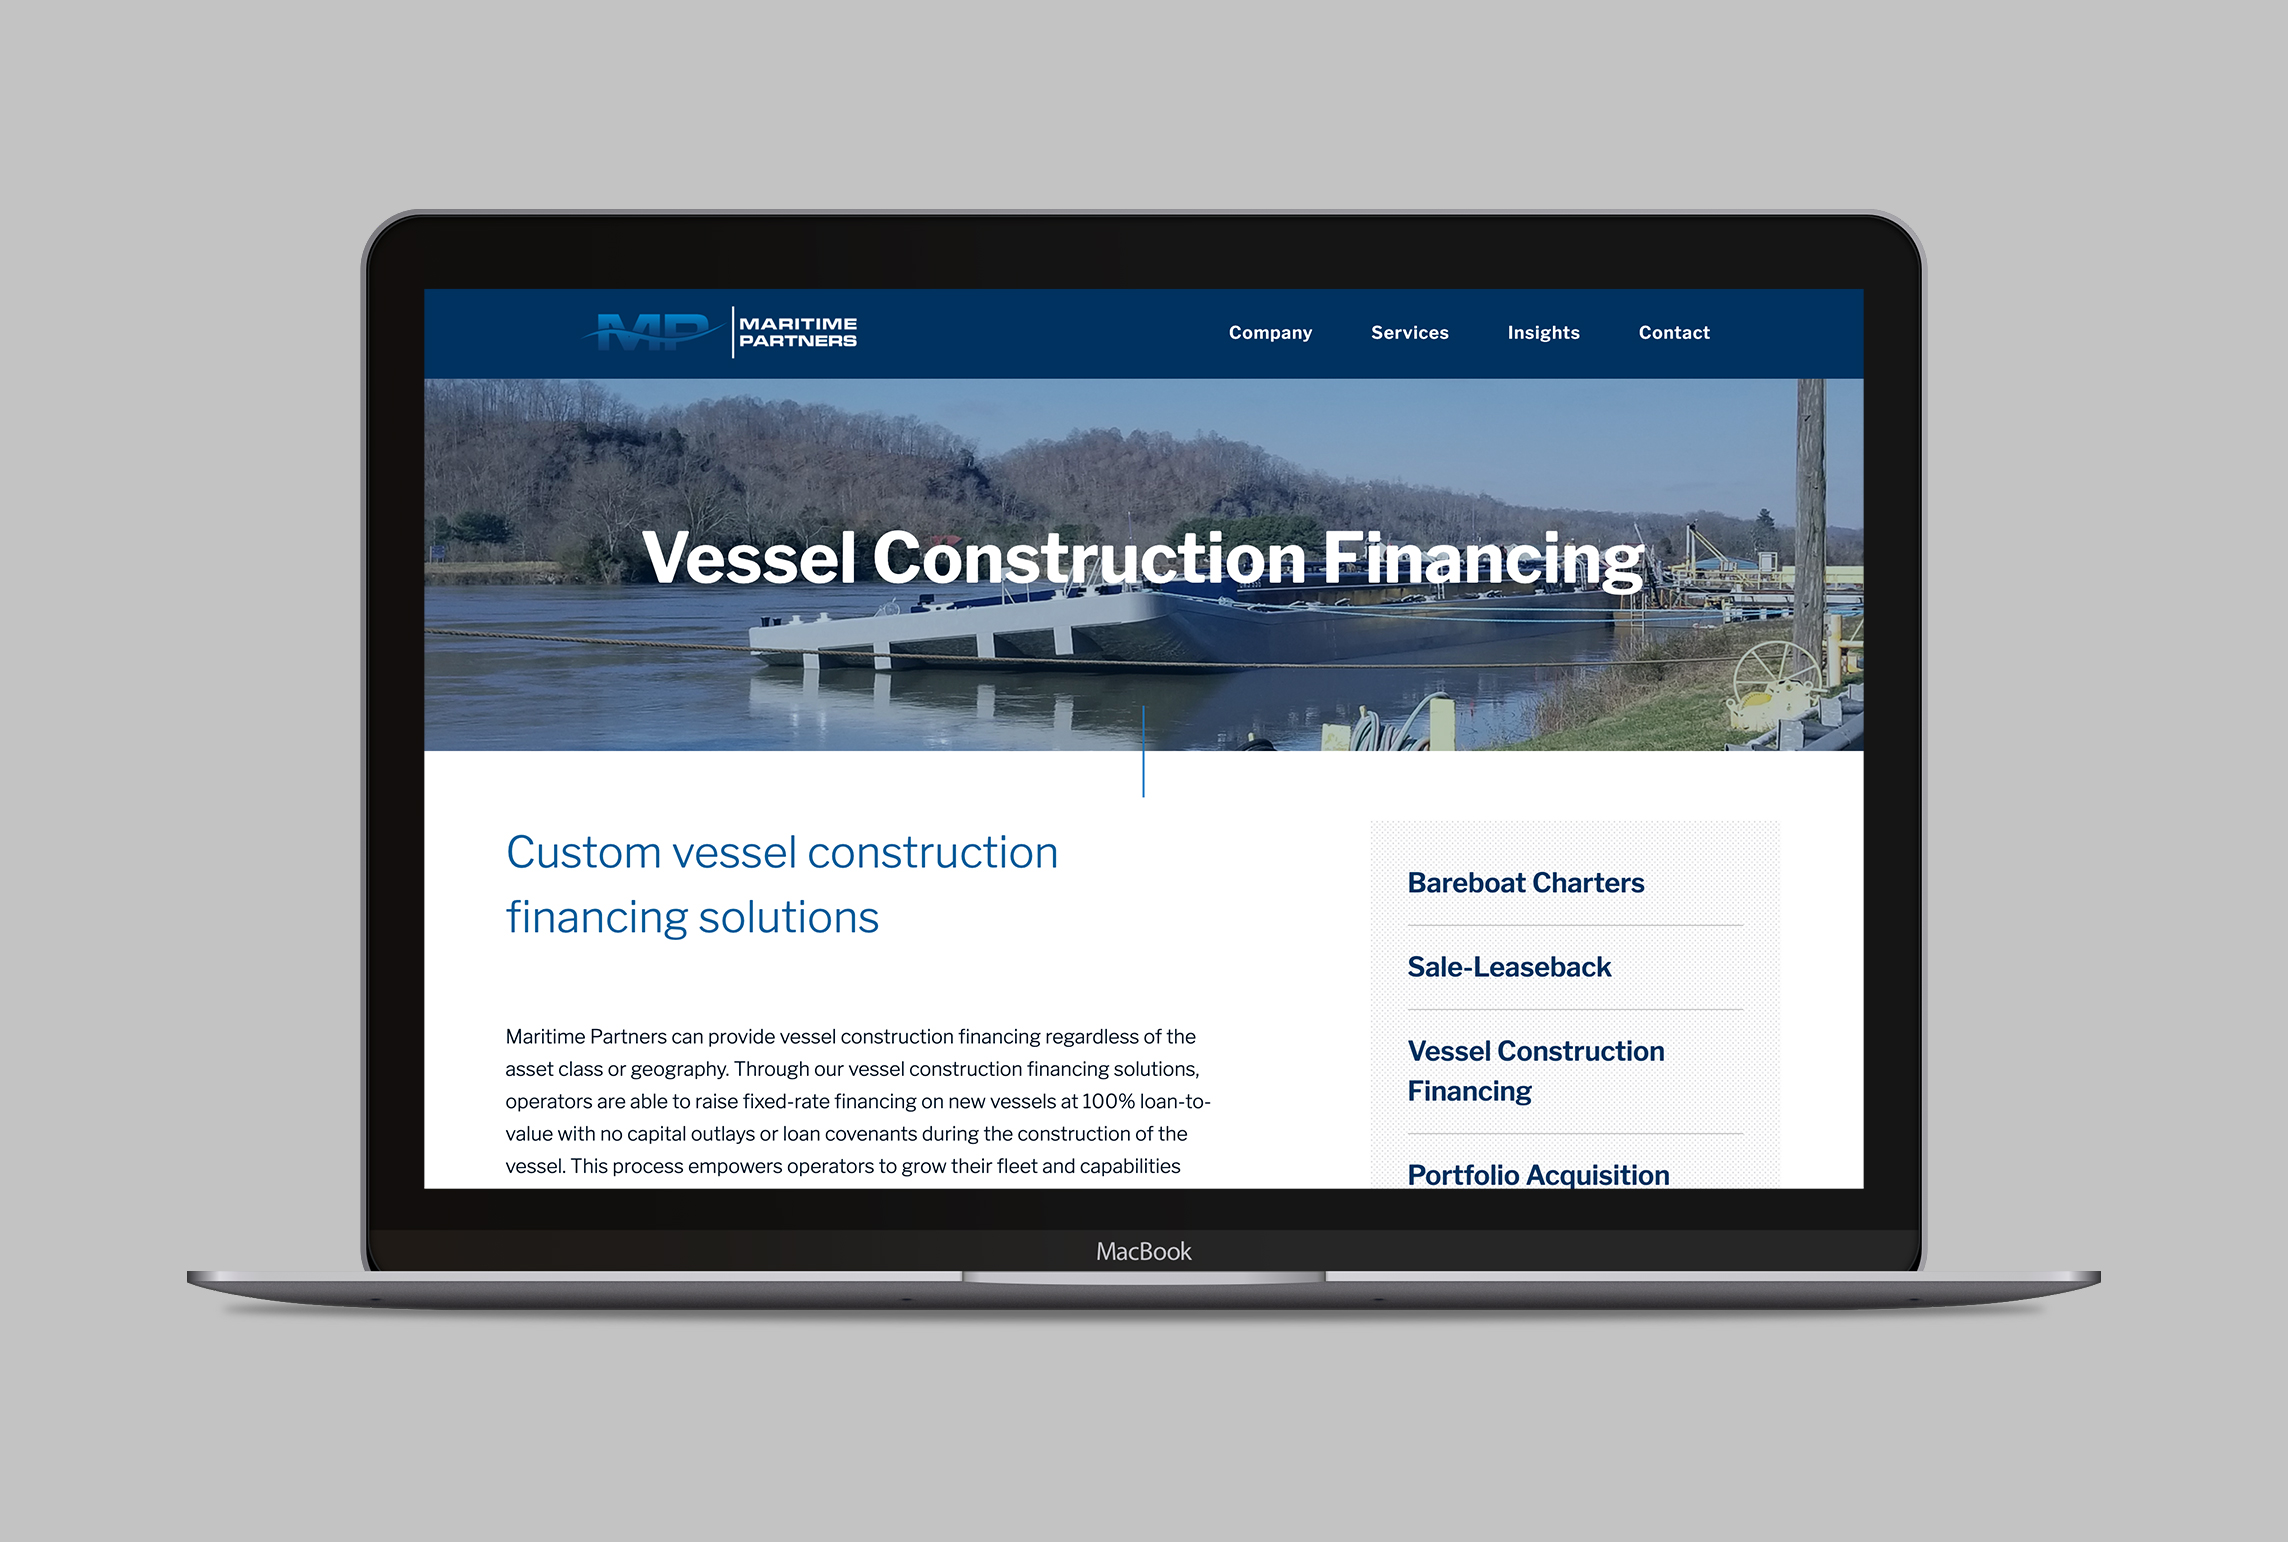 MP
MARITIME
PARTNERS
Company
Services
Insights
Contact
Vessel Construction Financing
Custom vessel construction
financing solutions
Maritime Partners can provide vessel construction financing regardless of the
asset class or geography. Through our vessel construction financing solutions,
operators are able to raise fixed-rate financing on new vessels at 100% loan-to-
value with no capital outlays or loan covenants during the construction of the
vessel. This process empowers operators to grow their fleet and capabilities
Bareboat Charters
Sale-Leaseback
Vessel Construction
Financing
Portfolio Acquisition
MacBook